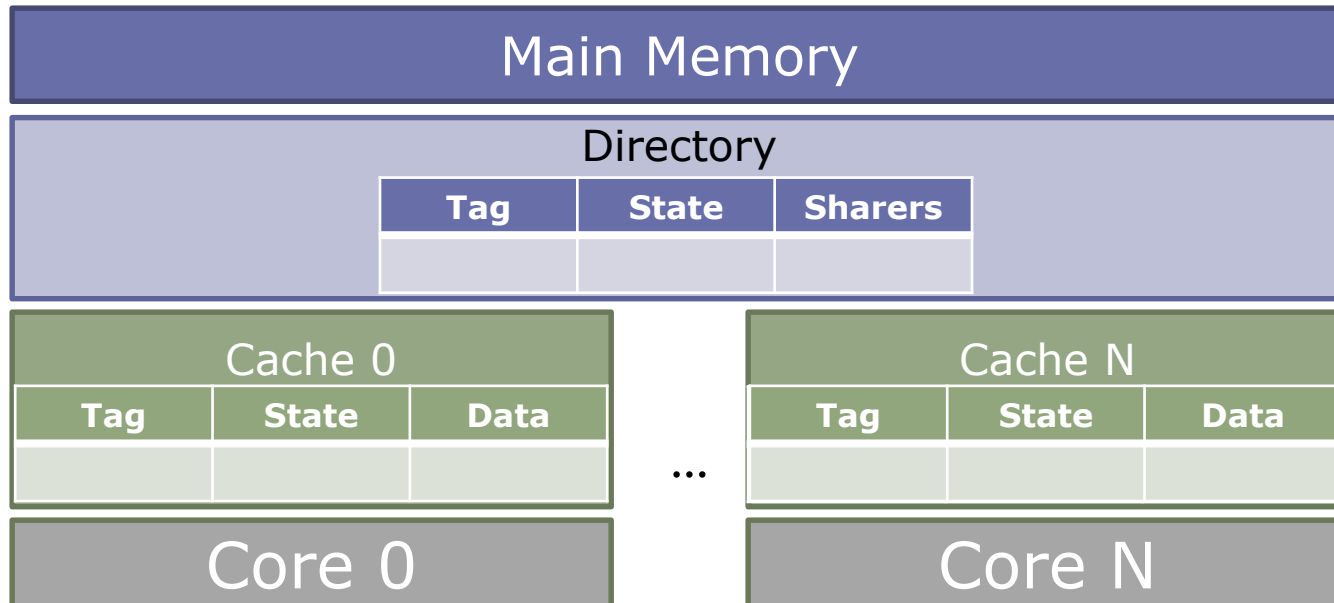 Main Memory
Directory
Tag State Sharers
Cache 0
Tag State Data
...
Cache N
Tag State Data
Core 0
Core N